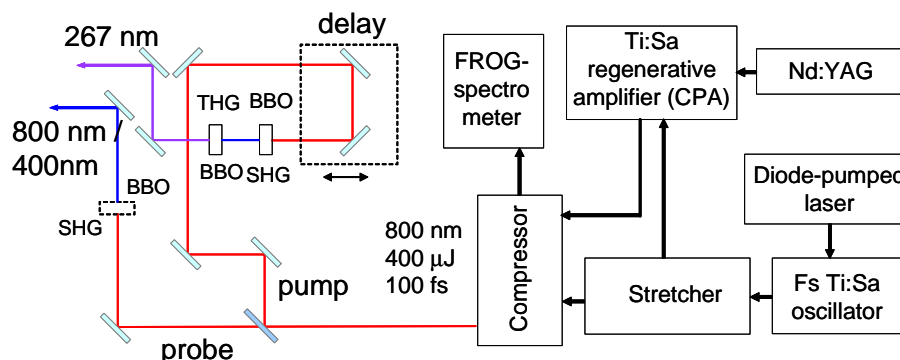 delay
267 nm
THG
BBO
BBO
SHG
800 nm /
400nm
BBO
SHG
pump
probe
FROG-
spectro
meter
Ti:Sa
regenerative
amplifier (CPA)
Nd:YAG
Diode-pumped
laser
800 nm
400 μJ
100 fs
Compressor
Stretcher
Fs Ti:Sa
oscillator